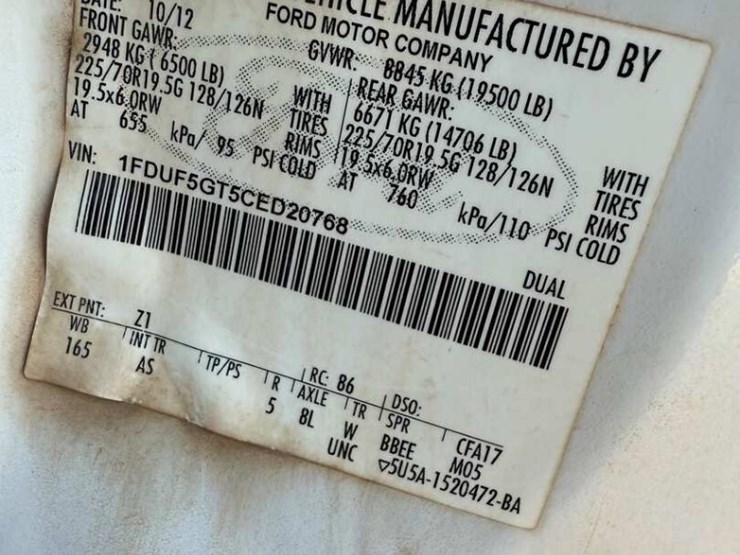 VEHICLE MANUFACTURED BY
FORD MOTOR COMPANY
DATE: 10/12 GVWR: 8845 KG (19500 LB)
FRONT GAWR: REAR GAWR:
2948 KG ( 6500 LB) WITH 6671 KG (14706 LB) WITH
225/70R19.5G 128/126N TIRES 225/70R19.5G 128/126N TIRES
19.5x6.0RW RIMS 19.5x6.0RW RIMS
AT 655 kPa/ 95 PSI COLD AT 760 kPa/110 PSI COLD
VIN: 1FDUF5GT5CED20768
DUAL
EXT PNT: Z1 RC: 86 DSO:
WB INT TR TP/PS R AXLE TR SPR CFA17
165 AS 5 8L W BBEE M05
UNC ▽5U5A-1520472-BA